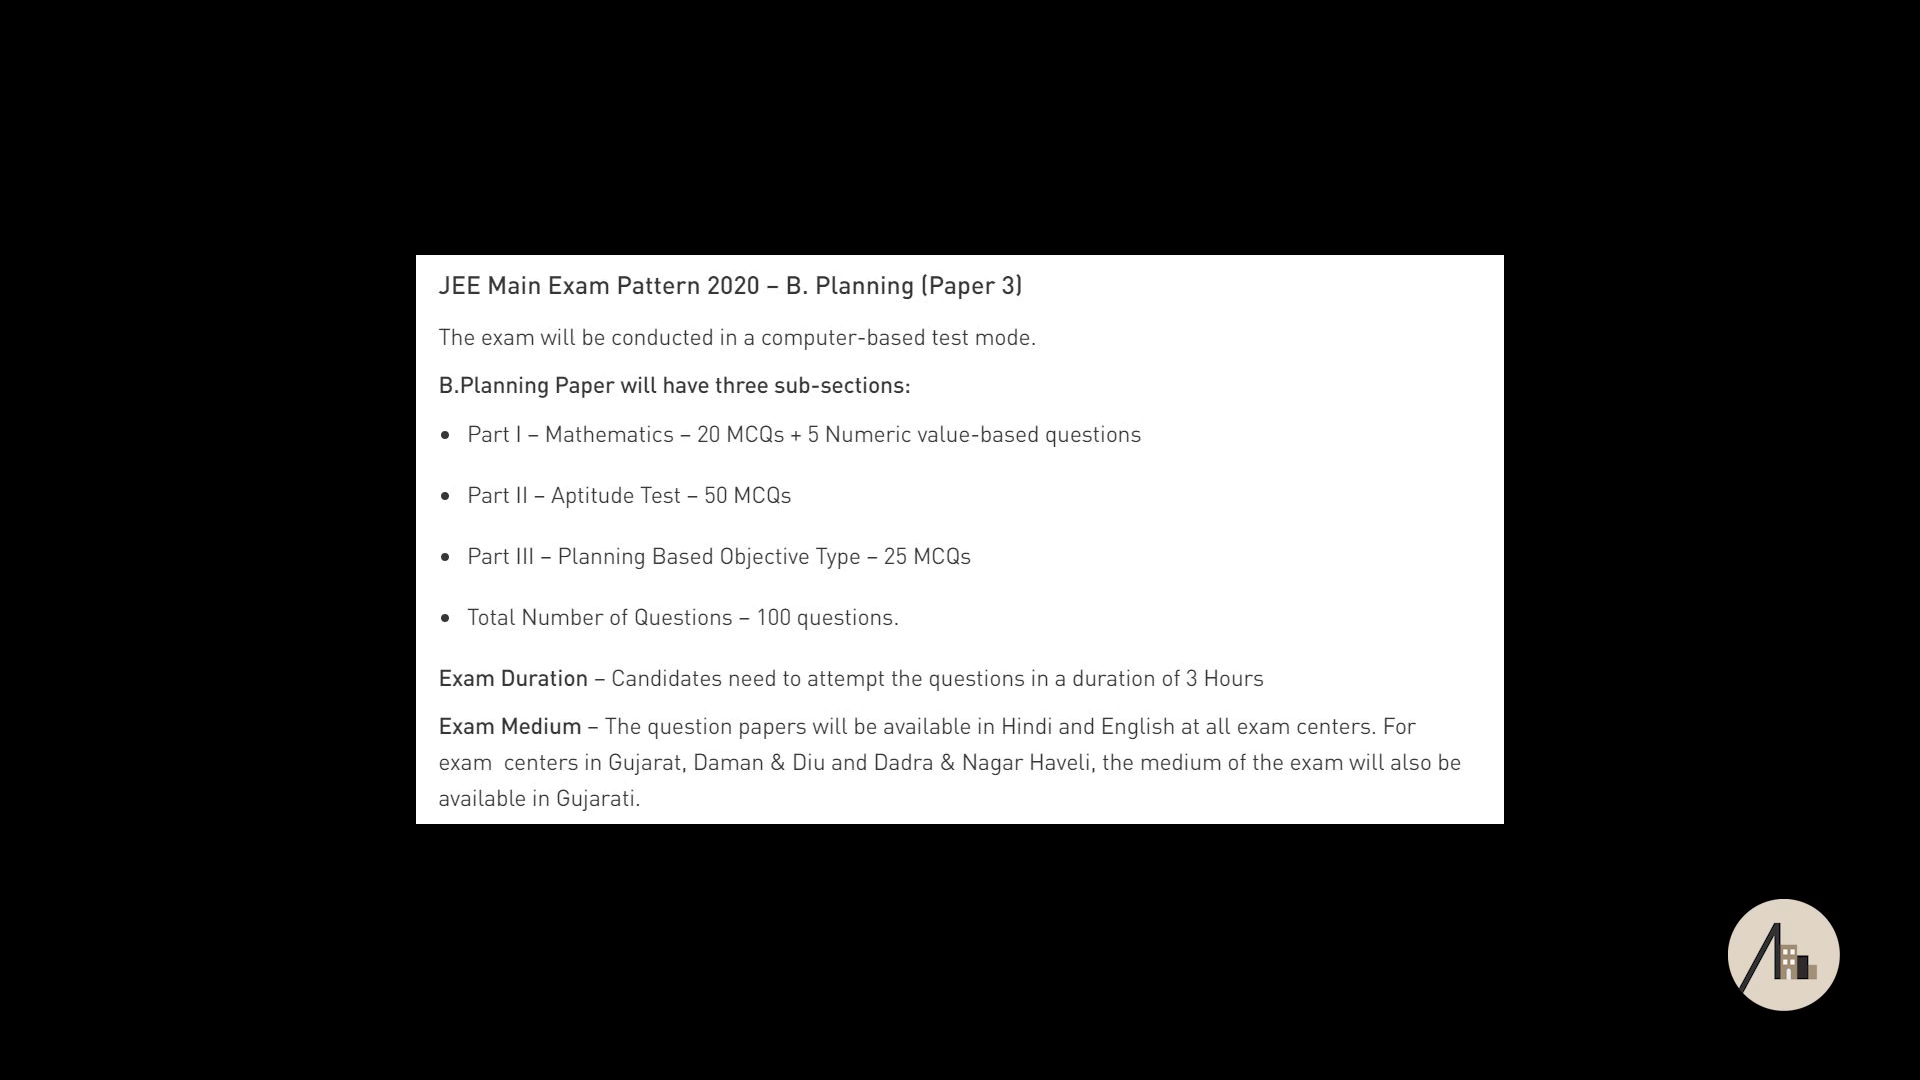 JEE Main Exam Pattern 2020 – B. Planning (Paper 3)
The exam will be conducted in a computer-based test mode.
B.Planning Paper will have three sub-sections:
• Part I – Mathematics – 20 MCQs + 5 Numeric value-based questions
• Part II – Aptitude Test – 50 MCQs
• Part III – Planning Based Objective Type – 25 MCQs
• Total Number of Questions – 100 questions.
Exam Duration – Candidates need to attempt the questions in a duration of 3 Hours
Exam Medium – The question papers will be available in Hindi and English at all exam centers. For
exam  centers in Gujarat, Daman & Diu and Dadra & Nagar Haveli, the medium of the exam will also be
available in Gujarati.